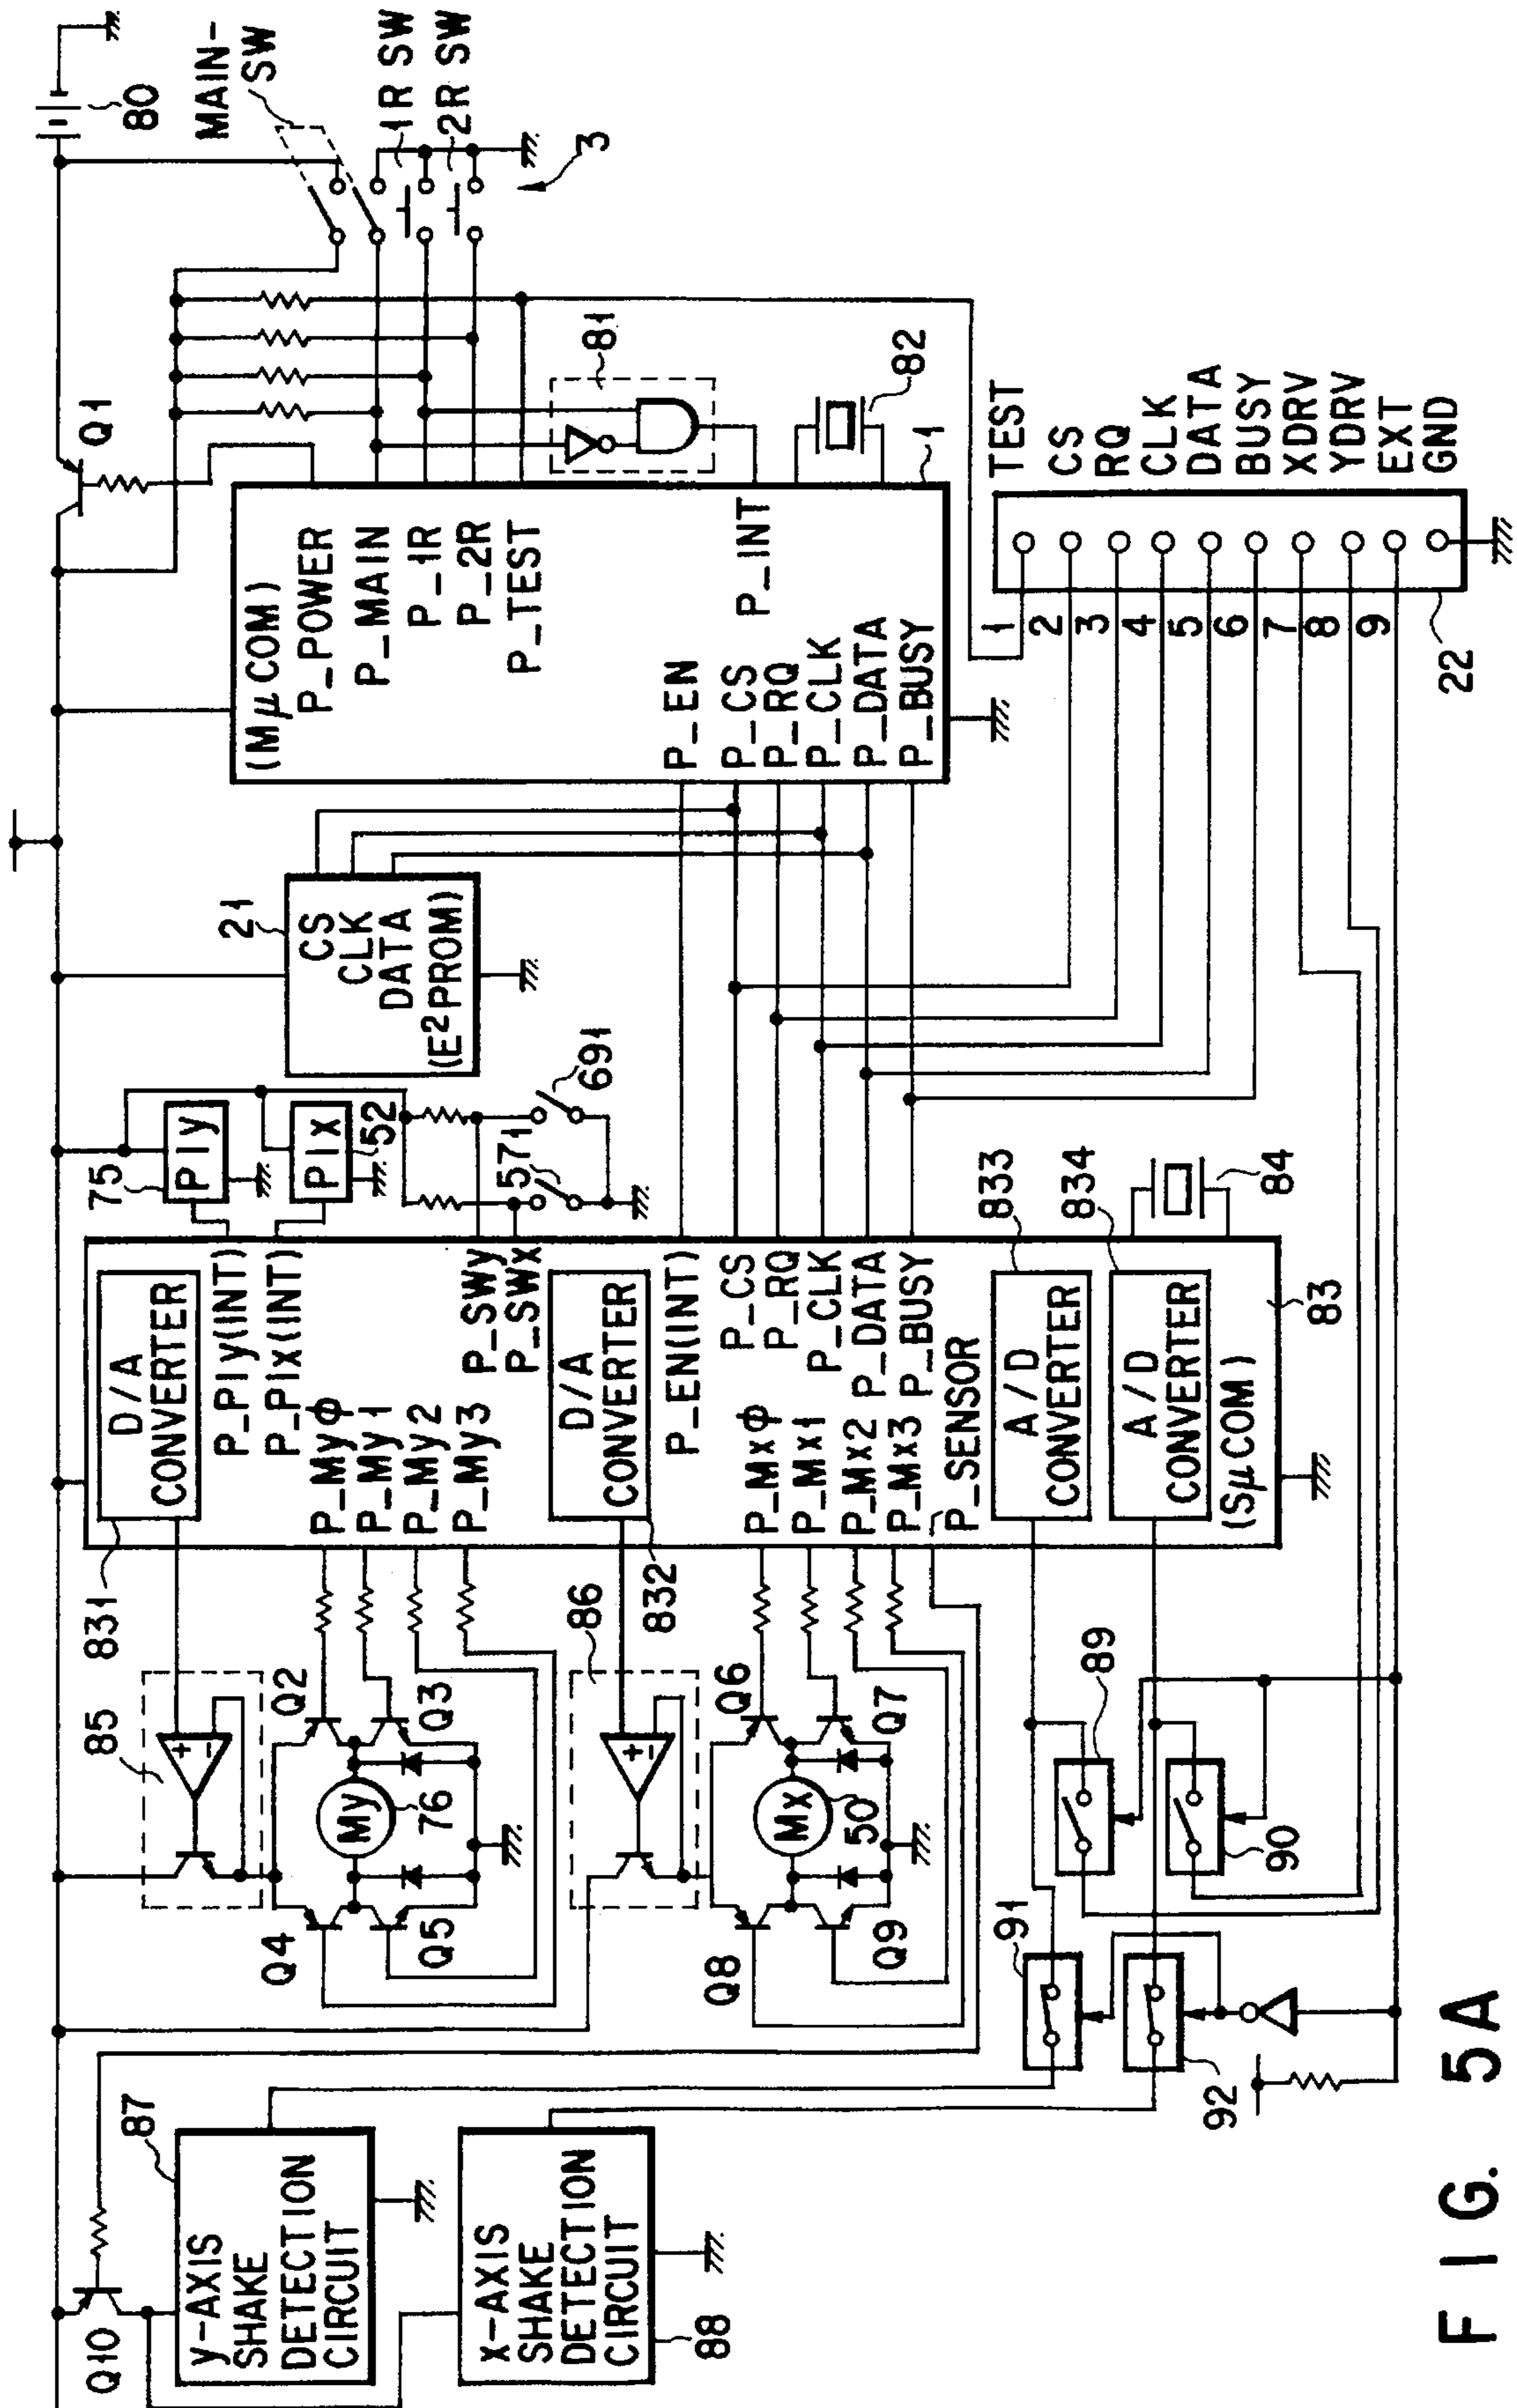 Q10
87
y-AXIS
SHAKE
DETECTION
CIRCUIT
x-AXIS
SHAKE
DETECTION
CIRCUIT
88
85
+
-
831
D/A
CONVERTER
Q4
Q2
My
76
Q5
Q3
P_PIy(INT)
P_PIx(INT)
P_Myφ
P_My1
P_My2
P_My3
P_SWy
P_SWx
86
+
-
832
D/A
CONVERTER
P_EN(INT)
Q8
Q6
Mx
50
Q9
Q7
P_Mxφ
P_Mx1
P_Mx2
P_Mx3
P_SENSOR
P_CS
P_RQ
P_CLK
P_DATA
P_BUSY
A/D
CONVERTER
833
A/D
CONVERTER
834
(SμCOM)
83
84
91
92
89
90
75
PIy
PIx
52
571
691
21
CS
CLK
DATA
(E²PROM)
Q1
80
MAIN-
SW
1R SW
2R SW
3
(MμCOM)
P_POWER
P_MAIN
P_1R
P_2R
P_TEST
P_INT
P_EN
P_CS
P_RQ
P_CLK
P_DATA
P_BUSY
81
82
1
1 TEST
2 CS
3 RQ
4 CLK
5 DATA
6 BUSY
7 XDRV
8 YDRV
9 EXT
GND
22
FIG. 5A